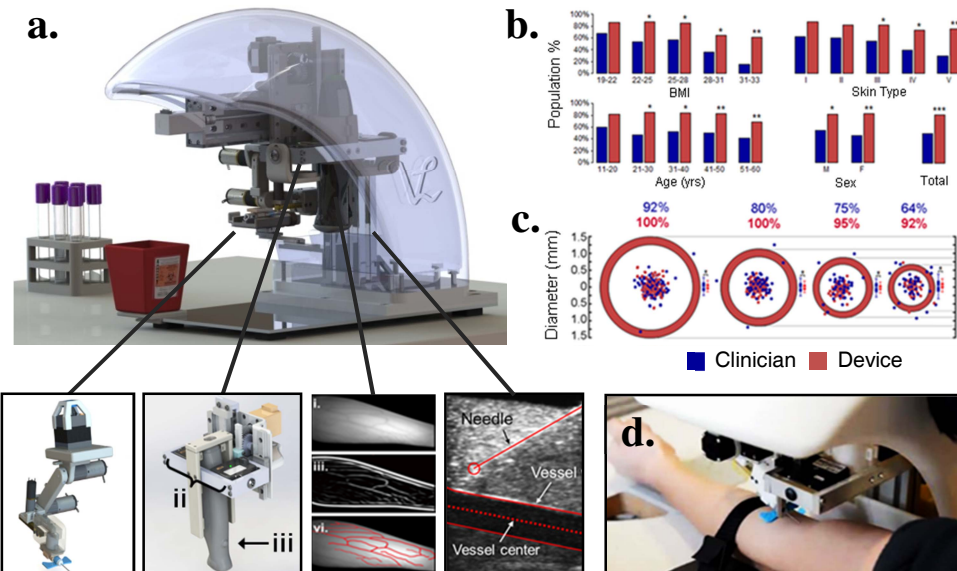 a.
b.
Population %
100%
80%
60%
40%
20%
0%
19-22 22-25 25-28 28-31 31-33
BMI
I II III IV V
Skin Type
* * * **
* * **
100%
80%
60%
40%
20%
0%
11-20 21-30 31-40 41-50 51-60
Age (yrs)
M F
Sex
Total
* * ** **
* **
***
c.
92% 80% 75% 64%
100% 100% 95% 92%
Diameter (mm)
1.5
1.0
0.5
0
0.5
1.0
1.5
Clinician Device
ii
iii
i.
iii.
vi.
Needle
Vessel
Vessel center
d.